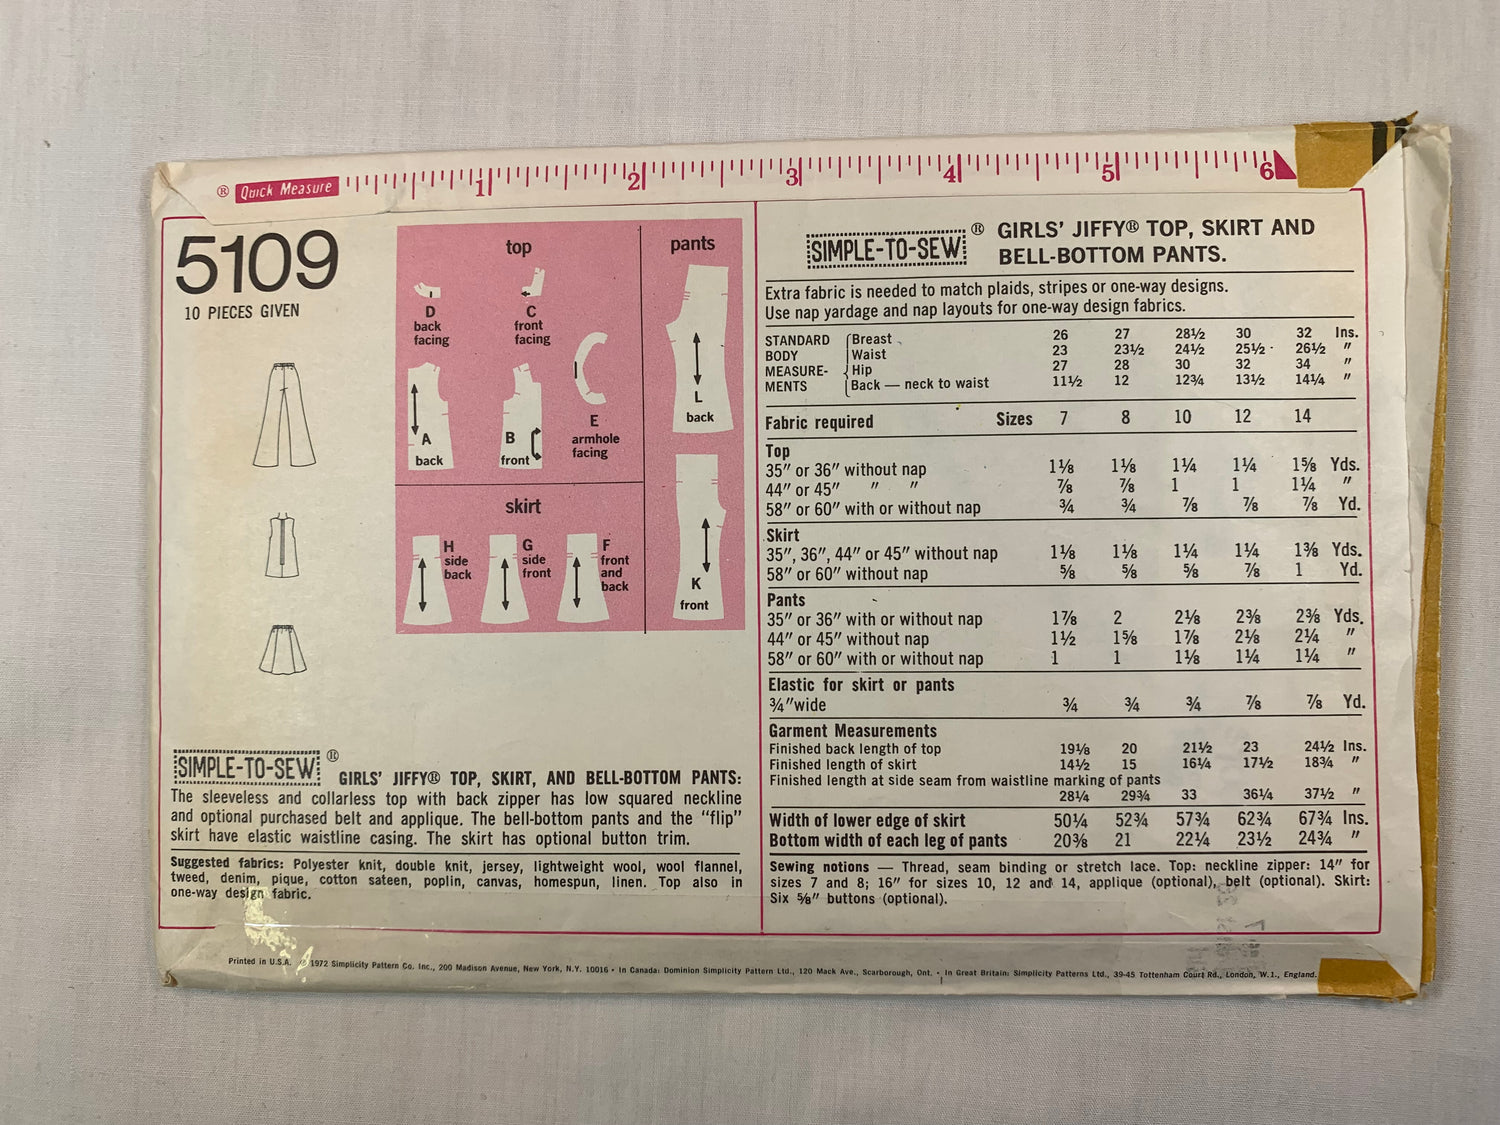 ® Quick Measure 1 2 3 4 5 6
5109
10 PIECES GIVEN
top
D
back
facing
C
front
facing
A
back
B
front
E
armhole
facing
pants
L
back
K
front
skirt
H
side
back
G
side
front
F
front
and
back
SIMPLE-TO-SEW ®
GIRLS' JIFFY® TOP, SKIRT, AND BELL-BOTTOM PANTS:
The sleeveless and collarless top with back zipper has low squared neckline
and optional purchased belt and applique. The bell-bottom pants and the "flip"
skirt have elastic waistline casing. The skirt has optional button trim.
Suggested fabrics: Polyester knit, double knit, jersey, lightweight wool, wool flannel,
tweed, denim, pique, cotton sateen, poplin, canvas, homespun, linen. Top also in
one-way design fabric.
SIMPLE-TO-SEW ® GIRLS' JIFFY® TOP, SKIRT AND
BELL-BOTTOM PANTS.
Extra fabric is needed to match plaids, stripes or one-way designs.
Use nap yardage and nap layouts for one-way design fabrics.
STANDARD Breast 26 27 28½ 30 32 Ins.
BODY Waist 23 23½ 24½ 25½ 26½ "
MEASURE- Hip 27 28 30 32 34 "
MENTS Back — neck to waist 11½ 12 12¾ 13½ 14¼ "
Fabric required Sizes 7 8 10 12 14
Top
35" or 36" without nap 1⅛ 1⅛ 1¼ 1¼ 1⅝ Yds.
44" or 45" " " ⅞ ⅞ 1 1 1¼ "
58" or 60" with or without nap ¾ ¾ ⅞ ⅞ ⅞ Yd.
Skirt
35", 36", 44" or 45" without nap 1⅛ 1⅛ 1¼ 1¼ 1⅜ Yds.
58" or 60" without nap ⅝ ⅝ ⅝ ⅞ 1 Yd.
Pants
35" or 36" with or without nap 1⅞ 2 2⅛ 2⅜ 2⅜ Yds.
44" or 45" without nap 1½ 1⅝ 1⅞ 2⅛ 2¼ "
58" or 60" with or without nap 1 1 1⅛ 1¼ 1¼ "
Elastic for skirt or pants
¾" wide ¾ ¾ ¾ ⅞ ⅞ Yd.
Garment Measurements
Finished back length of top 19⅛ 20 21½ 23 24½ Ins.
Finished length of skirt 14½ 15 16¼ 17½ 18¾ "
Finished length at side seam from waistline marking of pants
28¼ 29¾ 33 36¼ 37½ "
Width of lower edge of skirt 50¼ 52¾ 57¾ 62¾ 67¾ Ins.
Bottom width of each leg of pants 20⅜ 21 22¼ 23½ 24¾ "
Sewing notions — Thread, seam binding or stretch lace. Top: neckline zipper: 14" for
sizes 7 and 8; 16" for sizes 10, 12 and 14, applique (optional), belt (optional). Skirt:
Six ⅝" buttons (optional).
Printed in U.S.A. © 1972 Simplicity Pattern Co. Inc., 200 Madison Avenue, New York, N.Y. 10016 • In Canada: Dominion Simplicity Pattern Ltd., 120 Mack Ave., Scarborough, Ont. • In Great Britain: Simplicity Patterns Ltd., 39-45 Tottenham Court Rd., London, W.1., England.